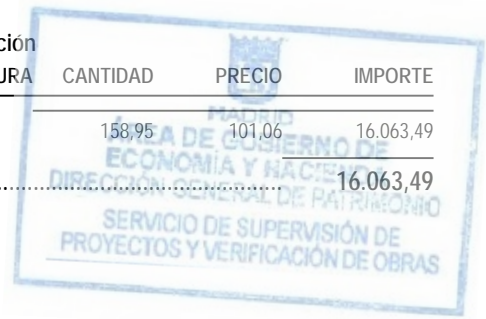 ción
URA CANTIDAD PRECIO IMPORTE
MADRID
158,95 101,06 16.063,49
ÁREA DE GOBIERNO DE
ECONOMÍA Y HACIENDA
16.063,49
DIRECCIÓN GENERAL DE PATRIMONIO
SERVICIO DE SUPERVISIÓN DE
PROYECTOS Y VERIFICACIÓN DE OBRAS